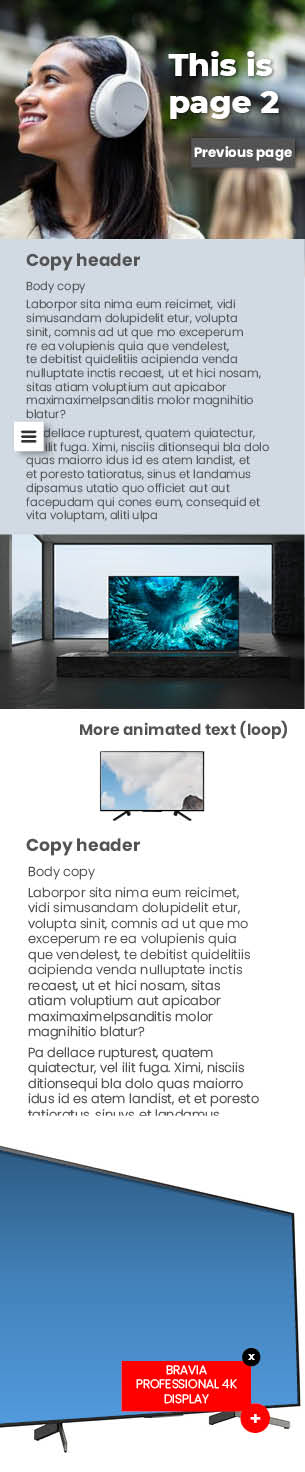 This is
page 2
Previous page
Copy header
Body copy
Laborpor sita nima eum reicimet, vidi
simusandam dolupidelit etur, volupta
sinit, comnis ad ut que mo exceperum
re ea volupienis quia que vendelest,
te debitist quidelitiis acipienda venda
nulluptate inctis recaest, ut et hici nosam,
sitas atiam voluptium aut apicabor
maximaximelpsanditis molor magnihitio
blatur?
dellace rupturest, quatem quiatectur,
ilit fuga. Ximi, nisciis ditionsequi bla dolo
quas maiorro idus id es atem landist, et
et poresto tatioratus, sinus et landamus
dipsamus utatio quo officiet aut aut
facepudam qui cones eum, consequid et
vita voluptam, aliti ulpa
More animated text (loop)
Copy header
Body copy
Laborpor sita nima eum reicimet,
vidi simusandam dolupidelit etur,
volupta sinit, comnis ad ut que mo
exceperum re ea volupienis quia
que vendelest, te debitist quidelitiis
acipienda venda nulluptate inctis
recaest, ut et hici nosam, sitas
atiam voluptium aut apicabor
maximaximelpsanditis molor
magnihitio blatur?
Pa dellace rupturest, quatem
quiatectur, vel ilit fuga. Ximi, nisciis
ditionsequi bla dolo quas maiorro
idus id es atem landist, et et poresto
tatioratus, sinuys et landamus
x
BRAVIA
PROFESSIONAL 4K
DISPLAY
+